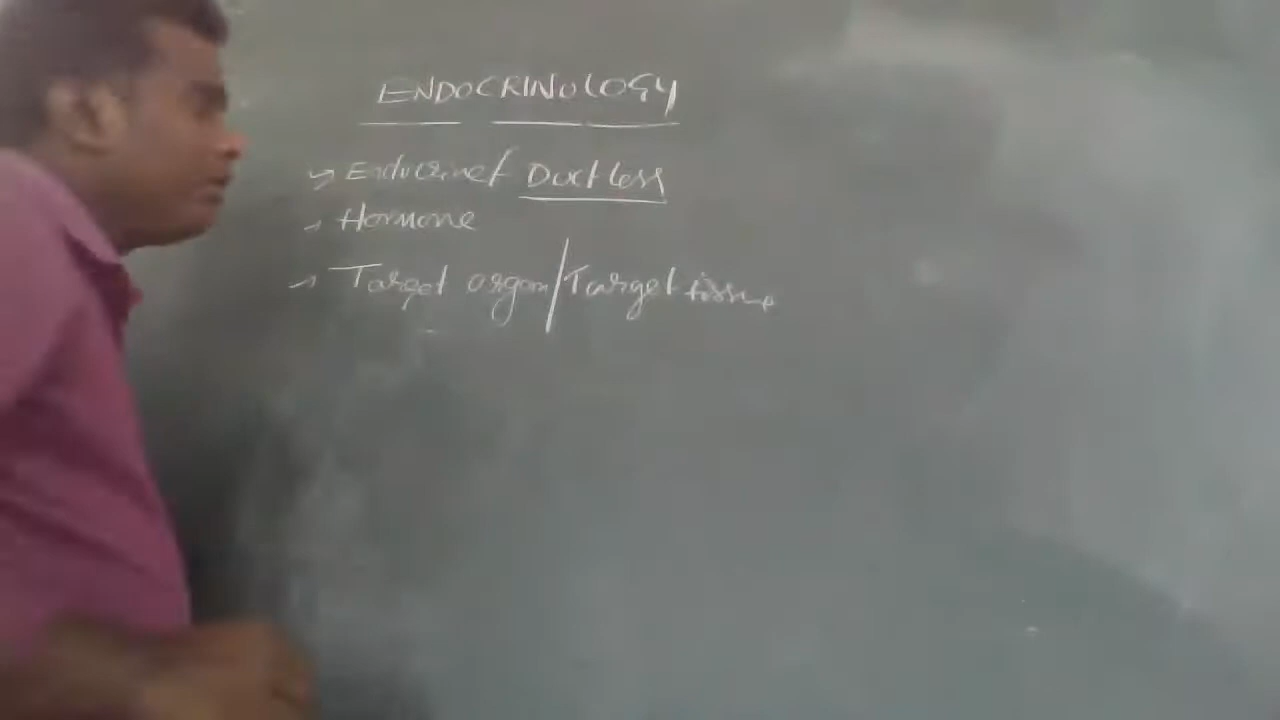 ENDOCRINOLOGY
→ Endocrine/ Ductless
→ Hormone
→ Target organ/Target tissue